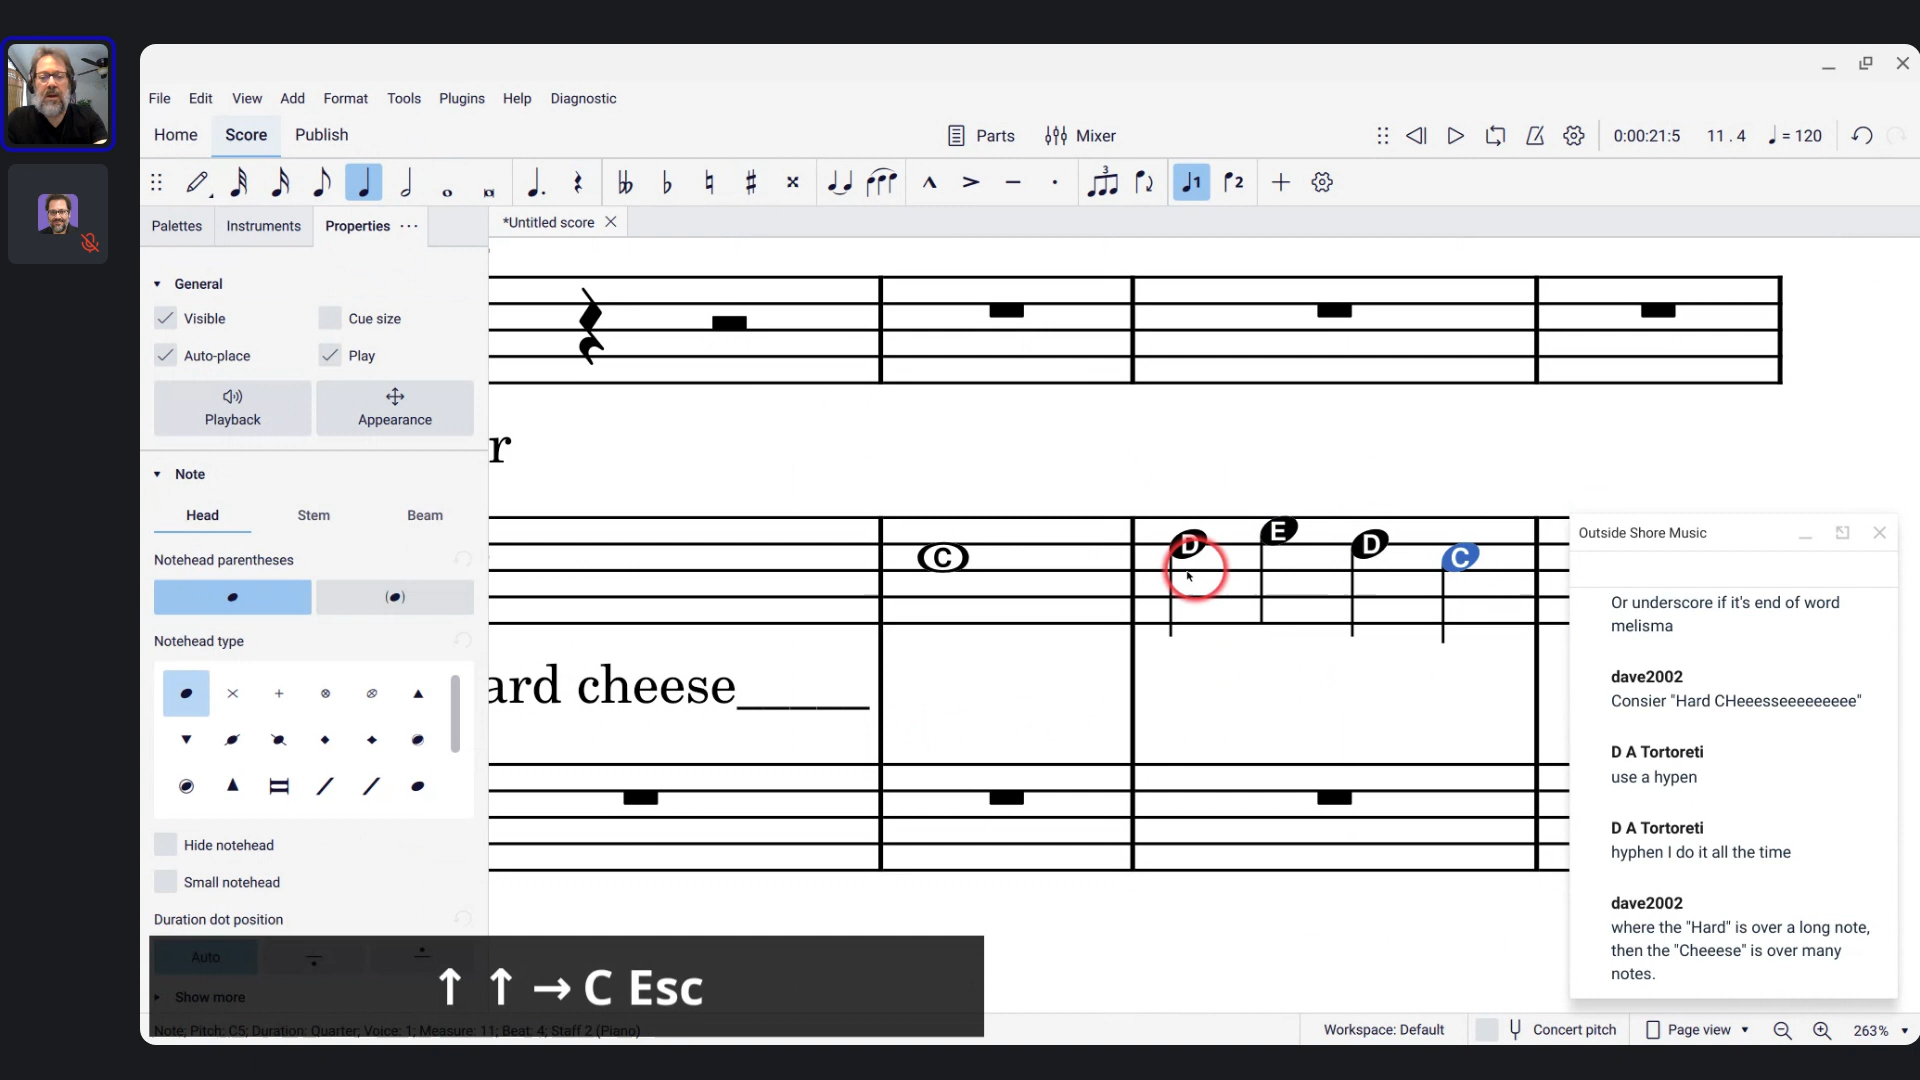 File Edit View Add Format Tools Plugins Help Diagnostic
Home Score Publish Parts Mixer 0:00:21:5 11 . 4 = 120
3 1 2
Palettes Instruments Properties ··· *Untitled score
General
Visible Cue size
Auto-place Play
Playback Appearance
Note
Head Stem Beam
Notehead parentheses
Notehead type
Hide notehead
Small notehead
Duration dot position
Auto
Show more
r
C D E D C
ard cheese______
Outside Shore Music
Or underscore if it's end of word
melisma
dave2002
Consier "Hard CHeeesseeeeeeeee"
D A Tortoreti
use a hypen
D A Tortoreti
hyphen I do it all the time
dave2002
where the "Hard" is over a long note,
then the "Cheeese" is over many
notes.
↑ ↑ → C Esc
Note; Pitch: C5; Duration: Quarter; Voice: 1; Measure: 11; Beat: 4; Staff 2 (Piano)
Workspace: Default Concert pitch Page view 263%